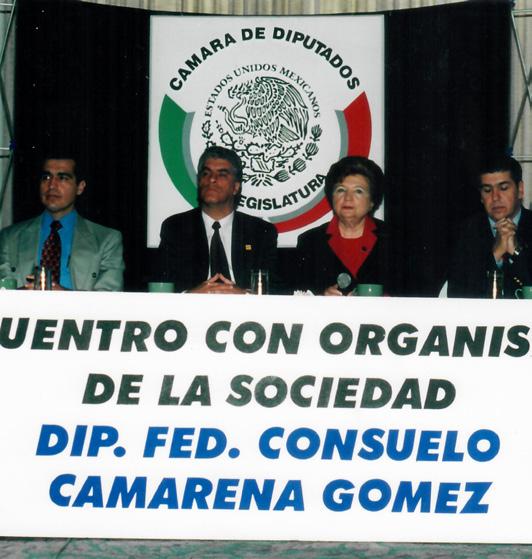 CAMARA DE DIPUTADOS
ESTADOS UNIDOS MEXICANOS
LEGISLATURA
UENTRO CON ORGANIS
DE LA SOCIEDAD
DIP. FED. CONSUELO
CAMARENA GOMEZ